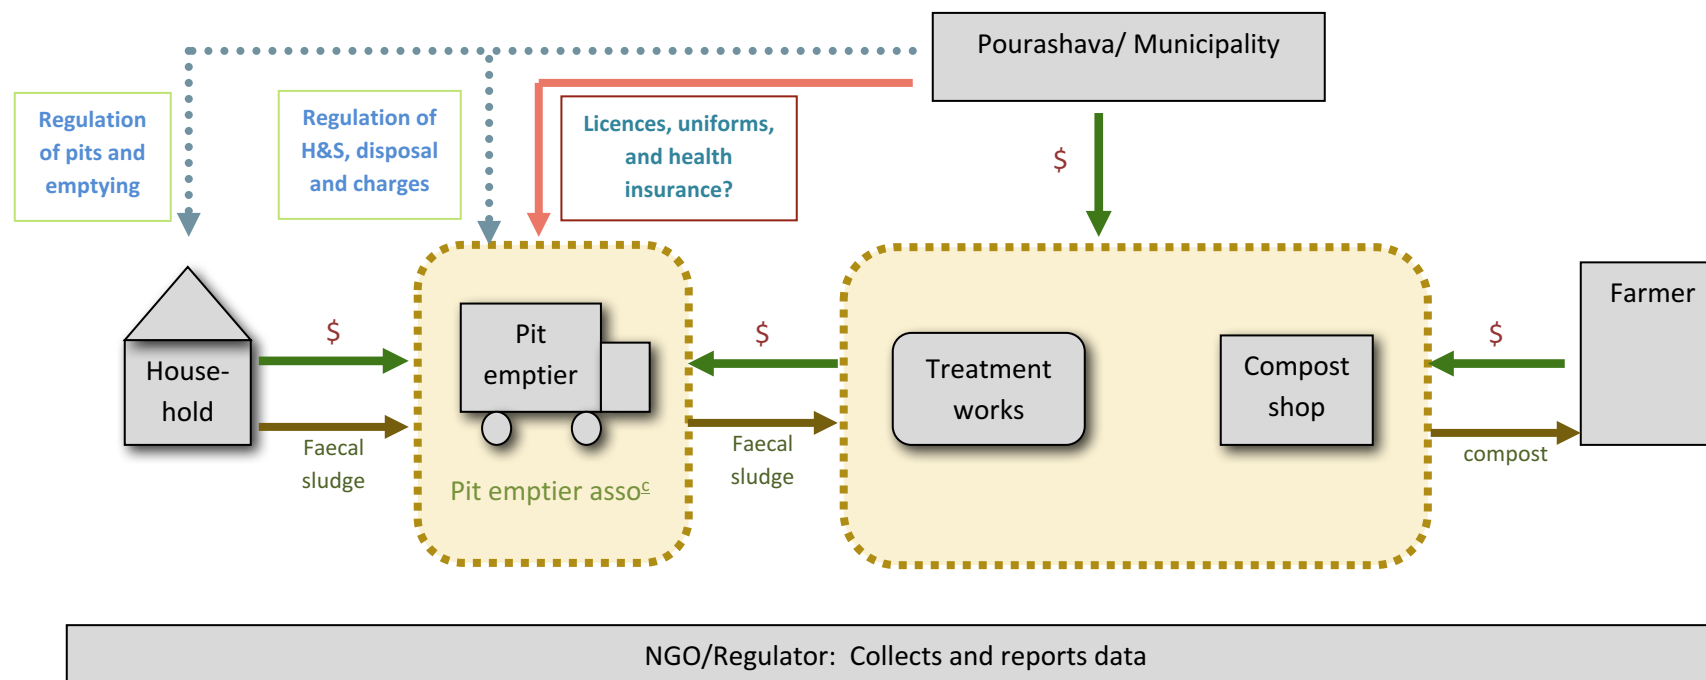 Pourashava/ Municipality
Regulation
of pits and
emptying
Regulation of
H&S, disposal
and charges
Licences, uniforms,
and health
insurance?
$
House-
hold
$
Faecal
sludge
Pit
emptier
Pit emptier assoc
$
Faecal
sludge
Treatment
works
Compost
shop
$
compost
Farmer
NGO/Regulator:  Collects and reports data